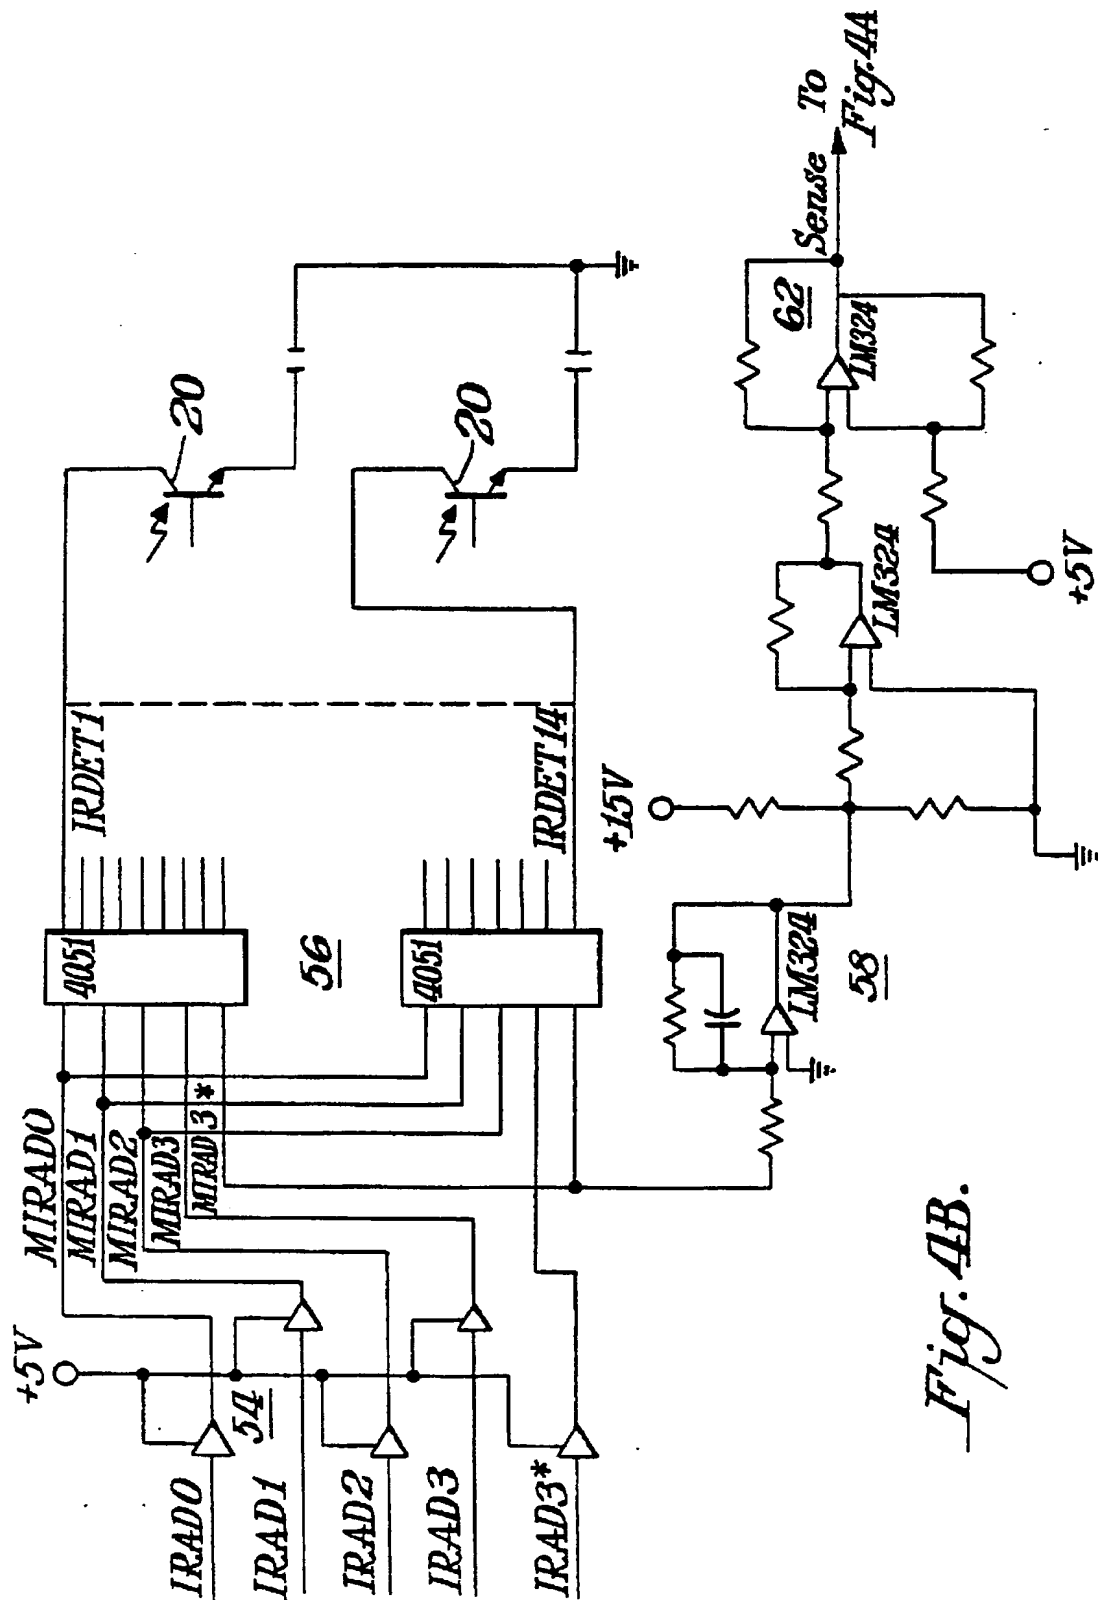 +5V
54
IRAD0
IRAD1
IRAD2
IRAD3
IRAD3*
MIRAD0
MIRAD1
MIRAD2
MIRAD3
MIRAD3*
4051
56
4051
IRDET1
IRDET14
20
20
+15V
LM324
58
LM324
+5V
62
LM324
Sense
To
Fig.4A
Fig.4B.